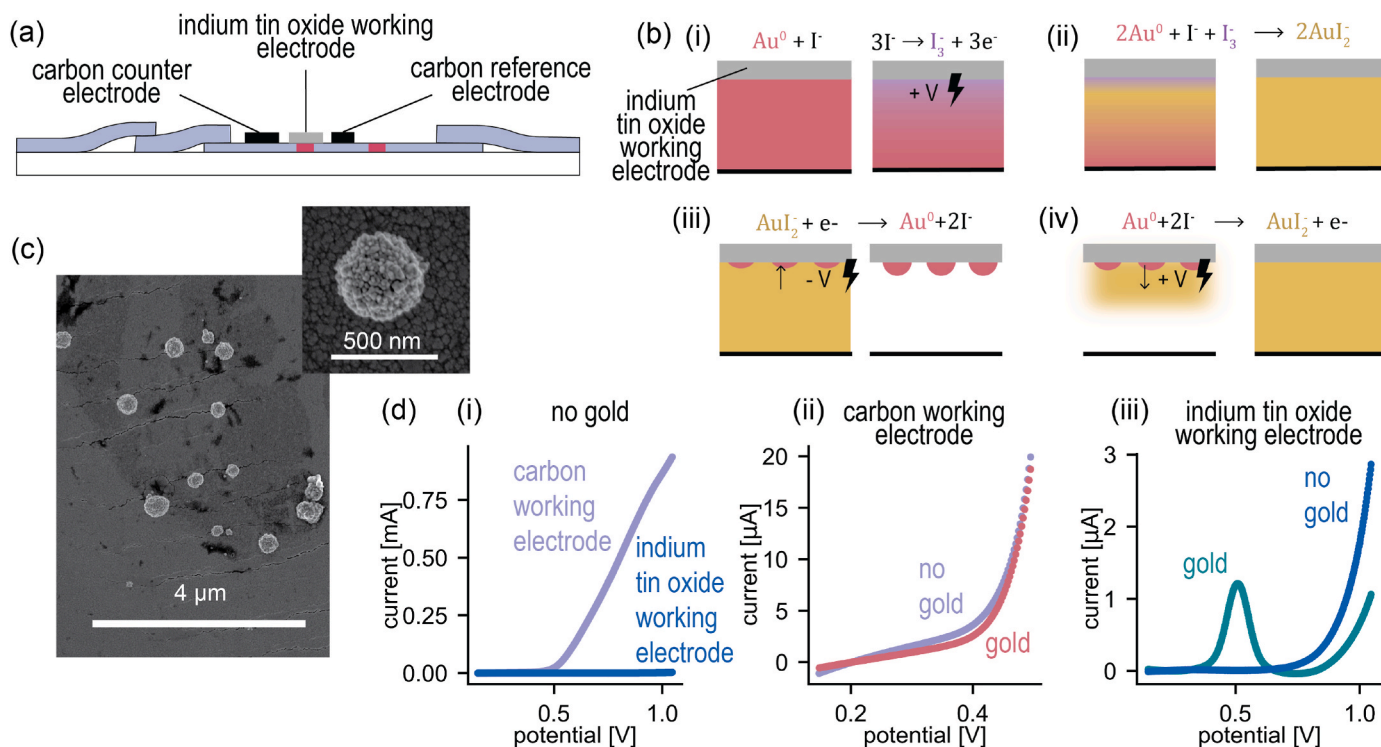 (a)
indium tin oxide working
electrode
carbon counter
electrode
carbon reference
electrode
(b)
(i)
Au⁰ + I⁻
3I⁻ → I₃⁻ + 3e⁻
+ V
indium
tin oxide
working
electrode
(ii)
2Au⁰ + I⁻ + I₃⁻ → 2AuI₂⁻
(iii)
AuI₂⁻ + e- → Au⁰+2I⁻
- V
(iv)
Au⁰+2I⁻ → AuI₂⁻ + e-
+ V
(c)
500 nm
4 µm
(d)
(i)
no gold
carbon
working
electrode
indium
tin oxide
working
electrode
current [mA]
0.75
0.50
0.25
0.00
0.5
1.0
potential [V]
(ii)
carbon working
electrode
no
gold
gold
current [µA]
20
15
10
5
0
0.2
0.4
potential [V]
(iii)
indium tin oxide
working electrode
no
gold
gold
current [µA]
3
2
1
0
0.5
1.0
potential [V]